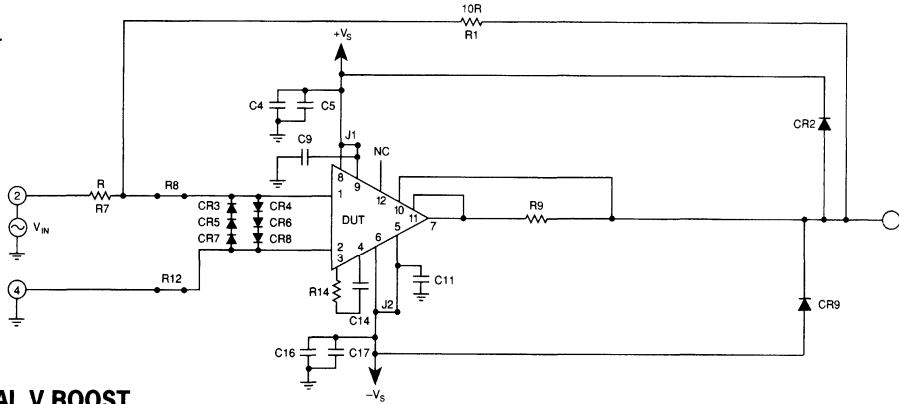 10R
R1
+VS
C4
C5
CR2
C9
J1
NC
8
9
12
2
R
R7
R8
1
10
11
7
R9
VIN
CR3
CR4
CR5
CR6
CR7
CR8
DUT
2
3
4
6
5
4
R12
R14
C14
C11
J2
CR9
C16
C17
-VS
AL V BOOST